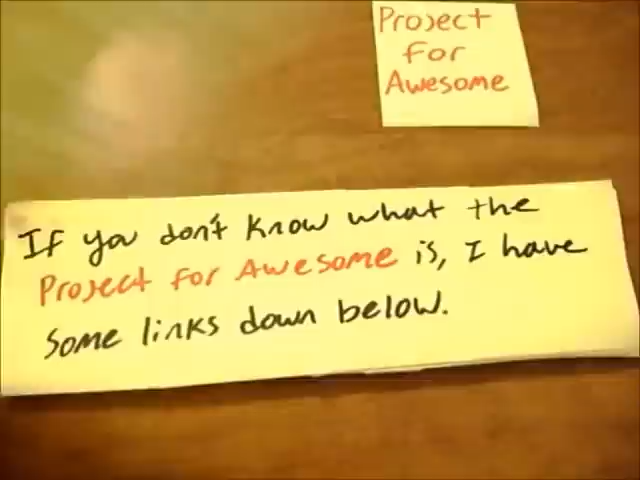 Project
for
Awesome
If you don't know what the
Project for Awesome is, I have
some links down below.